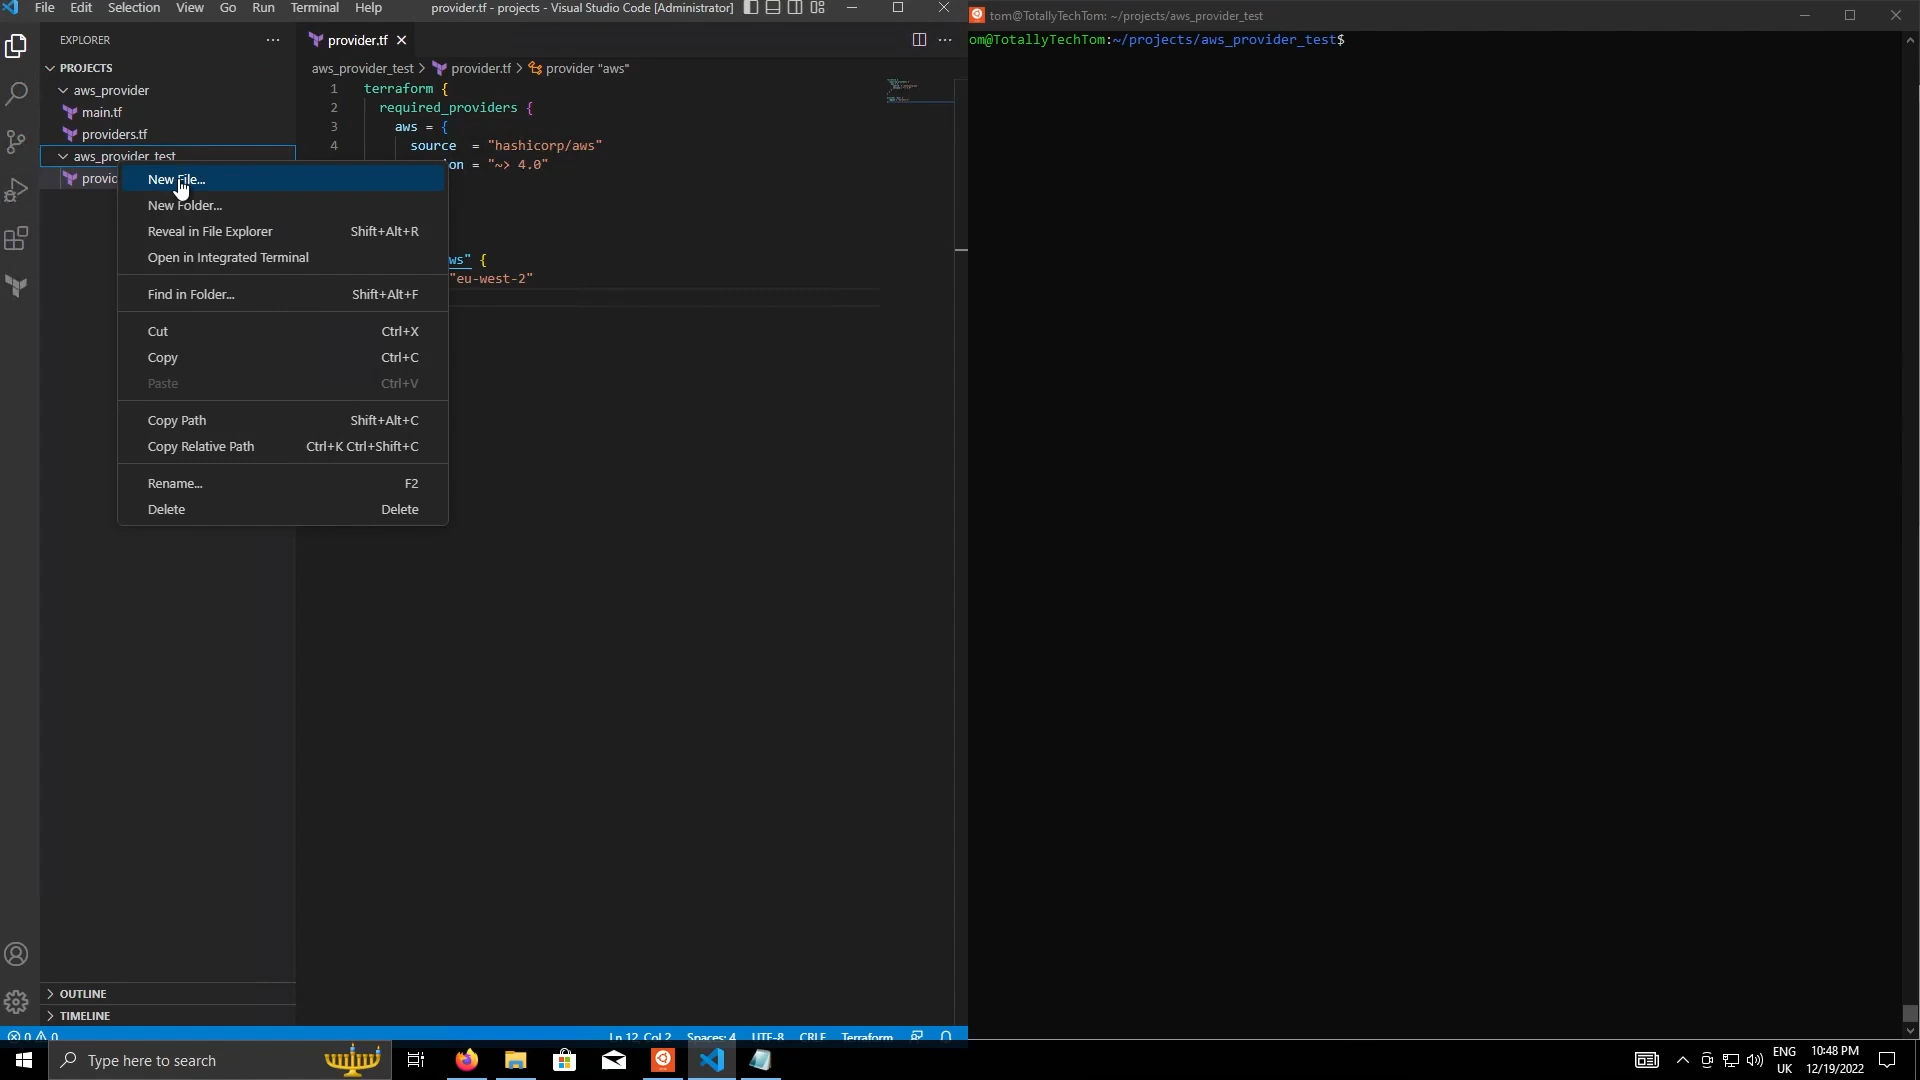 File Edit Selection View Go Run Terminal Help
provider.tf - projects - Visual Studio Code [Administrator]
EXPLORER
PROJECTS
aws_provider
main.tf
providers.tf
aws_provider_test
provid
provider.tf
aws_provider_test > provider.tf > provider "aws"
1 terraform {
2 required_providers {
3 aws = {
4 source = "hashicorp/aws"
on = "~> 4.0"
ws" {
"eu-west-2"
New File...
New Folder...
Reveal in File Explorer Shift+Alt+R
Open in Integrated Terminal
Find in Folder... Shift+Alt+F
Cut Ctrl+X
Copy Ctrl+C
Paste Ctrl+V
Copy Path Shift+Alt+C
Copy Relative Path Ctrl+K Ctrl+Shift+C
Rename... F2
Delete Delete
OUTLINE
TIMELINE
0 0
Ln 12, Col 2 Spaces: 4 UTF-8 CRLF Terraform
tom@TotallyTechTom: ~/projects/aws_provider_test
om@TotallyTechTom:~/projects/aws_provider_test$
Type here to search
ENG
UK
10:48 PM
12/19/2022